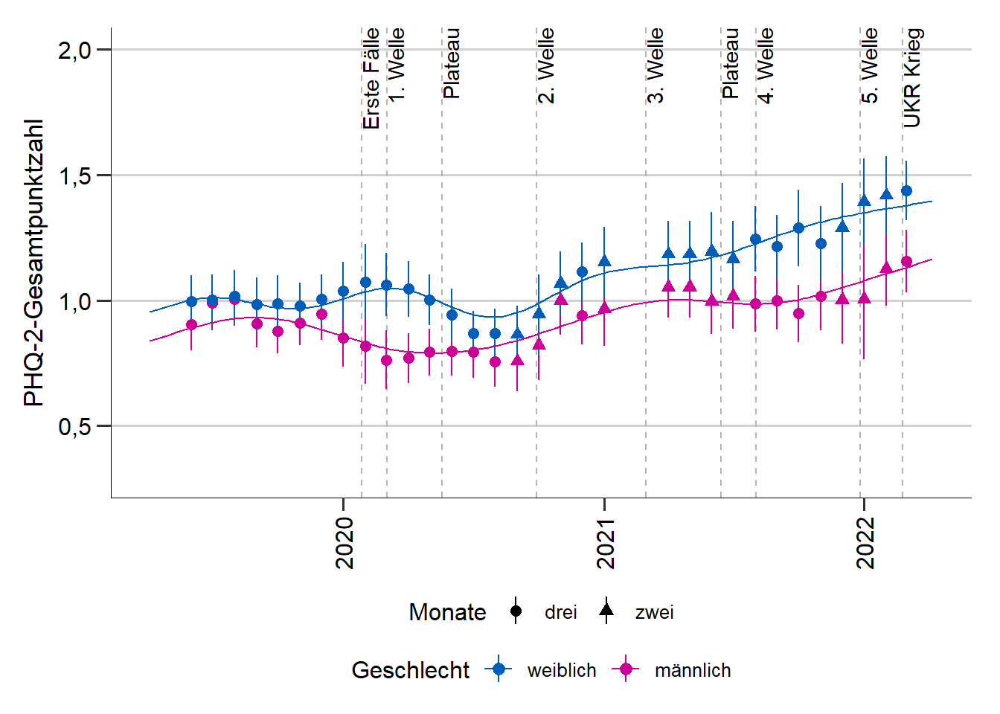 PHQ-2-Gesamtpunktzahl
2,0
1,5
1,0
0,5
Erste Fälle
1. Welle
Plateau
2. Welle
3. Welle
Plateau
4. Welle
5. Welle
UKR Krieg
2020
2021
2022
Monate drei zwei
Geschlecht weiblich männlich